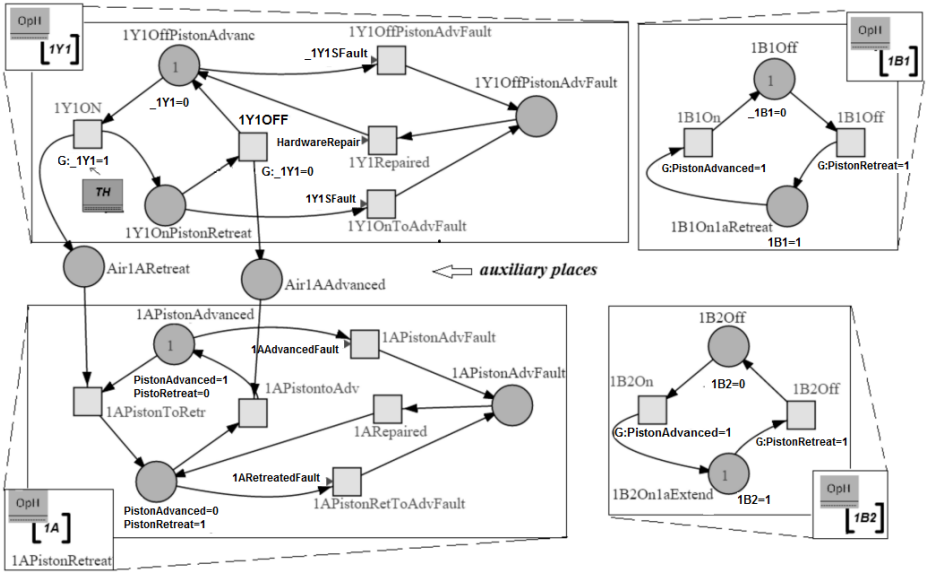 OpH
[1Y1]
1Y1OffPistonAdvanc
1
_1Y1=0
1Y1OffPistonAdvFault
_1Y1SFault
1Y1OffPistonAdvFault
1Y1ON
G:_1Y1=1
TH
1Y1OFF
G:_1Y1=0
HardwareRepair
1Y1Repaired
1Y1SFault
1Y1OnToAdvFault
1Y1OnPistonRetreat
OpH
[1B1]
1B1Off
1
_1B1=0
1B1On
G:PistonAdvanced=1
1B1Off
G:PistonRetreat=1
1B1On1aRetreat
1B1=1
Air1ARetreat
Air1AAdvanced
auxiliary places
1APistonAdvanced
1
PistonAdvanced=1
PistoRetreat=0
1AAdvancedFault
1APistonAdvFault
1APistonAdvFault
1APistonToRetr
1APistontoAdv
1ARepaired
1ARetreatedFault
1APistonRetToAdvFault
PistonAdvanced=0
PistonRetreat=1
OpH
[1A]
1APistonRetreat
1B2Off
1B2=0
1B2On
G:PistonAdvanced=1
1B2Off
G:PistonRetreat=1
1
1B2On1aExtend
1B2=1
OpH
[1B2]